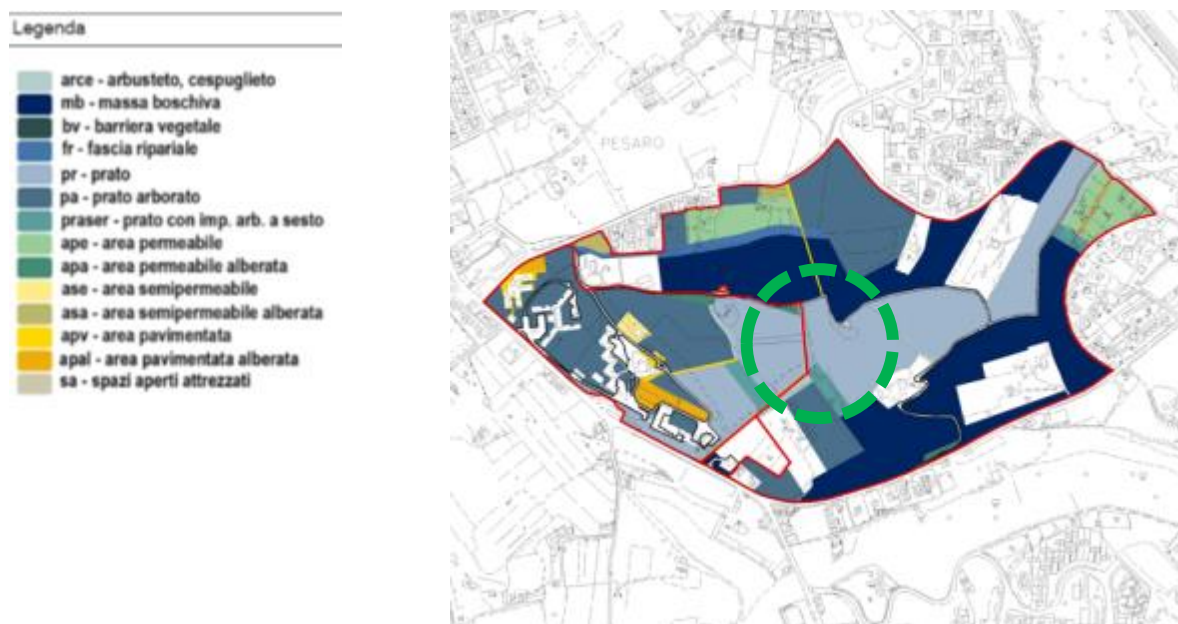 Legenda
arce - arbusteto, cespuglieto
mb - massa boschiva
bv - barriera vegetale
fr - fascia ripariale
pr - prato
pa - prato arborato
praser - prato con imp. arb. a sesto
ape - area permeabile
apa - area permeabile alberata
ase - area semipermeabile
asa - area semipermeabile alberata
apv - area pavimentata
apal - area pavimentata alberata
sa - spazi aperti attrezzati
PESARO